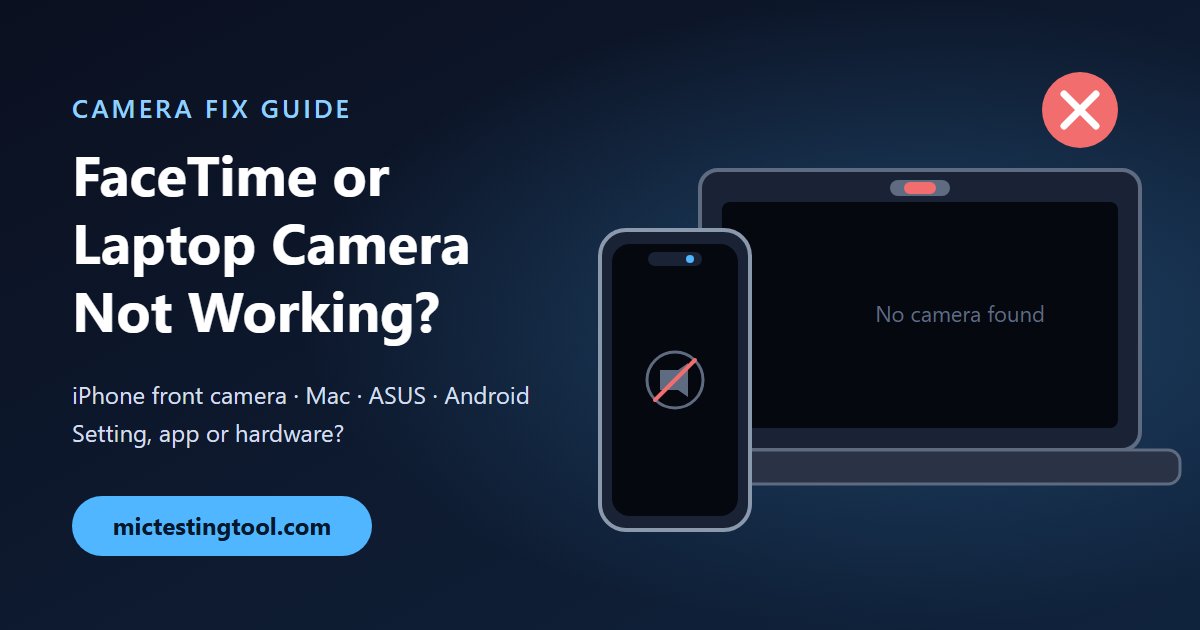 CAMERA FIX GUIDE
FaceTime or
Laptop Camera
Not Working?
iPhone front camera · Mac · ASUS · Android
Setting, app or hardware?
mictestingtool.com
No camera found